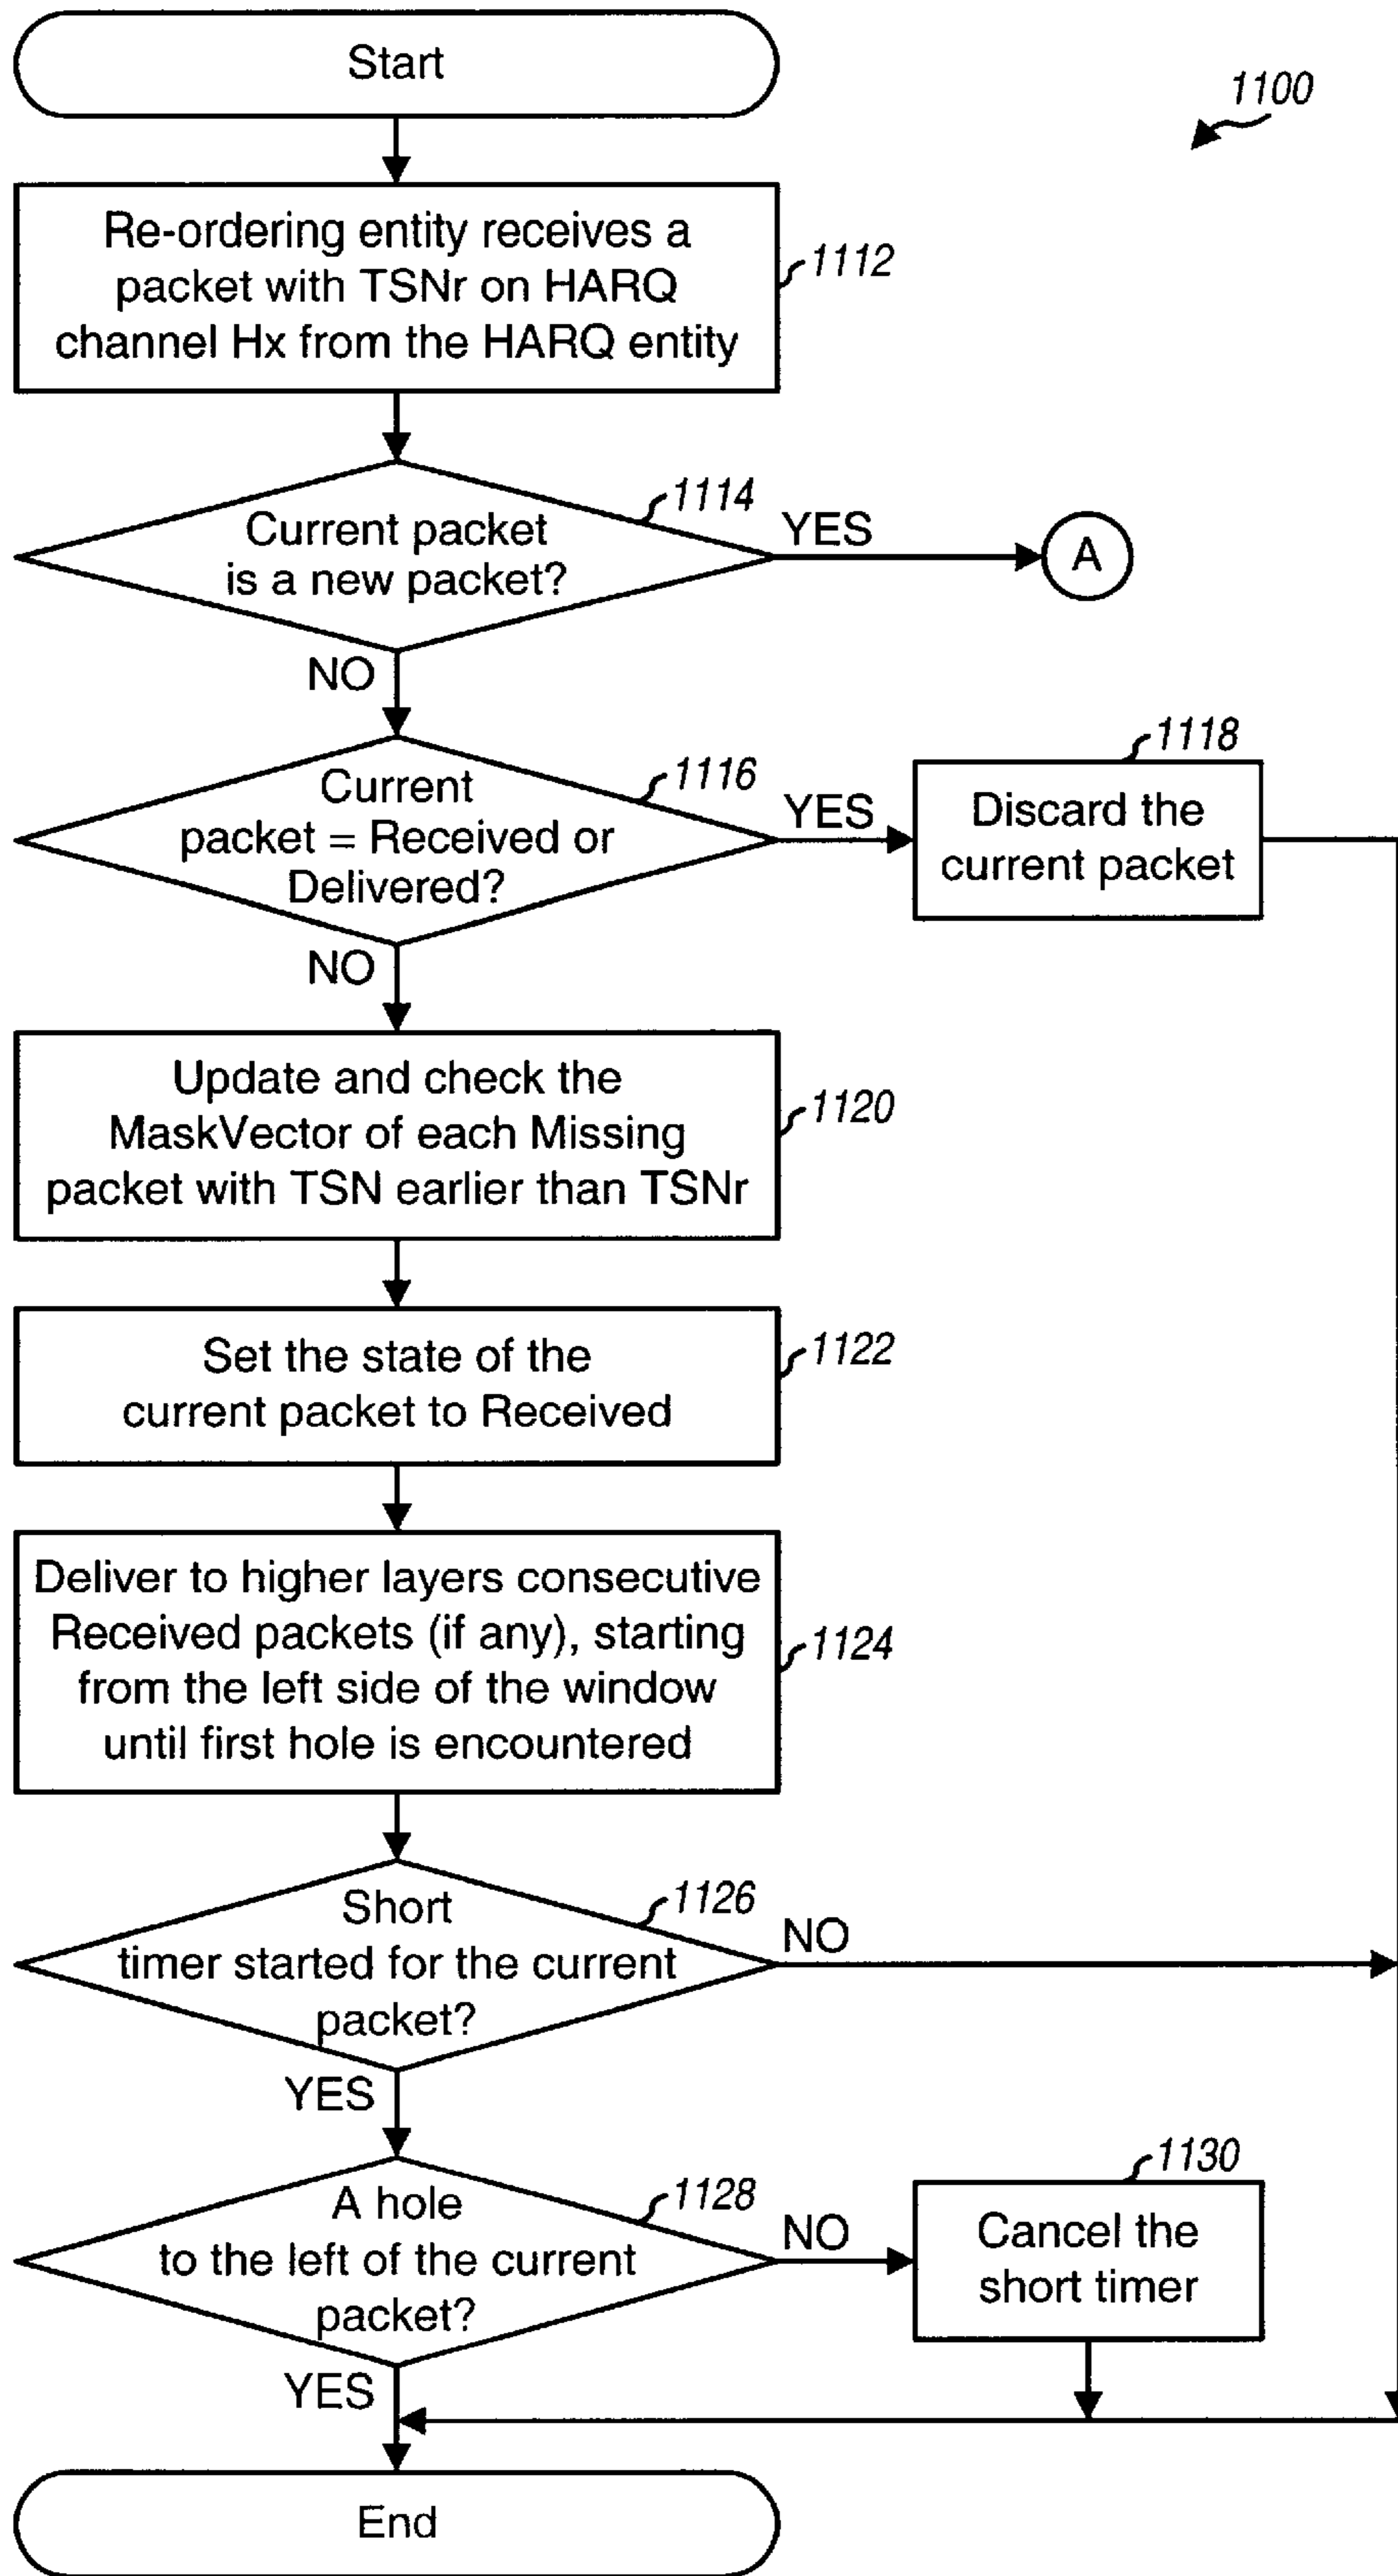 Start
1100
Re-ordering entity receives a
packet with TSNr on HARQ
channel Hx from the HARQ entity
1112
1114
Current packet
is a new packet?
YES
A
NO
1116
Current
packet = Received or
Delivered?
YES
1118
Discard the
current packet
NO
Update and check the
MaskVector of each Missing
packet with TSN earlier than TSNr
1120
Set the state of the
current packet to Received
1122
Deliver to higher layers consecutive
Received packets (if any), starting
from the left side of the window
until first hole is encountered
1124
1126
Short
timer started for the current
packet?
NO
YES
1128
A hole
to the left of the current
packet?
NO
1130
Cancel the
short timer
YES
End